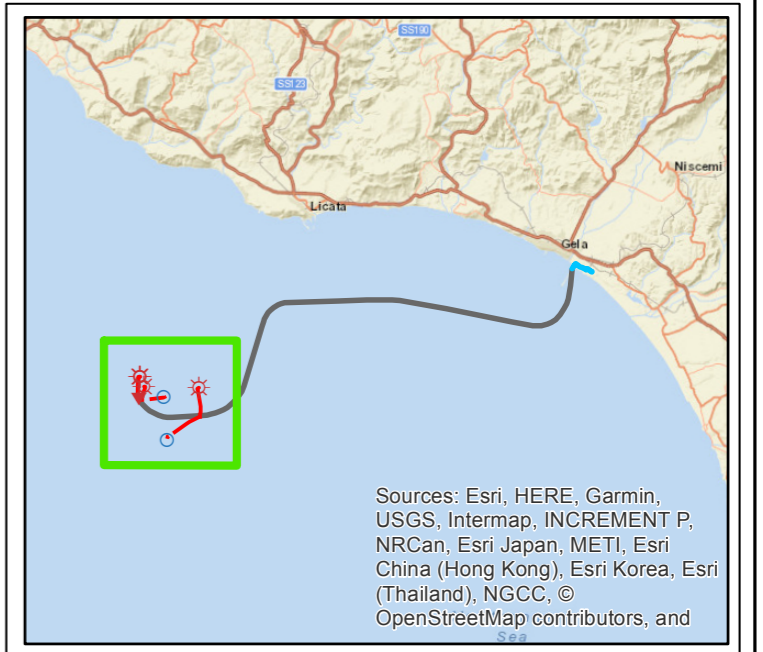 SS190
SS123
Niscemi
Licata
Gela
Sources: Esri, HERE, Garmin,
USGS, Intermap, INCREMENT P,
NRCan, Esri Japan, METI, Esri
China (Hong Kong), Esri Korea, Esri
(Thailand), NGCC, ©
OpenStreetMap contributors, and
Sea